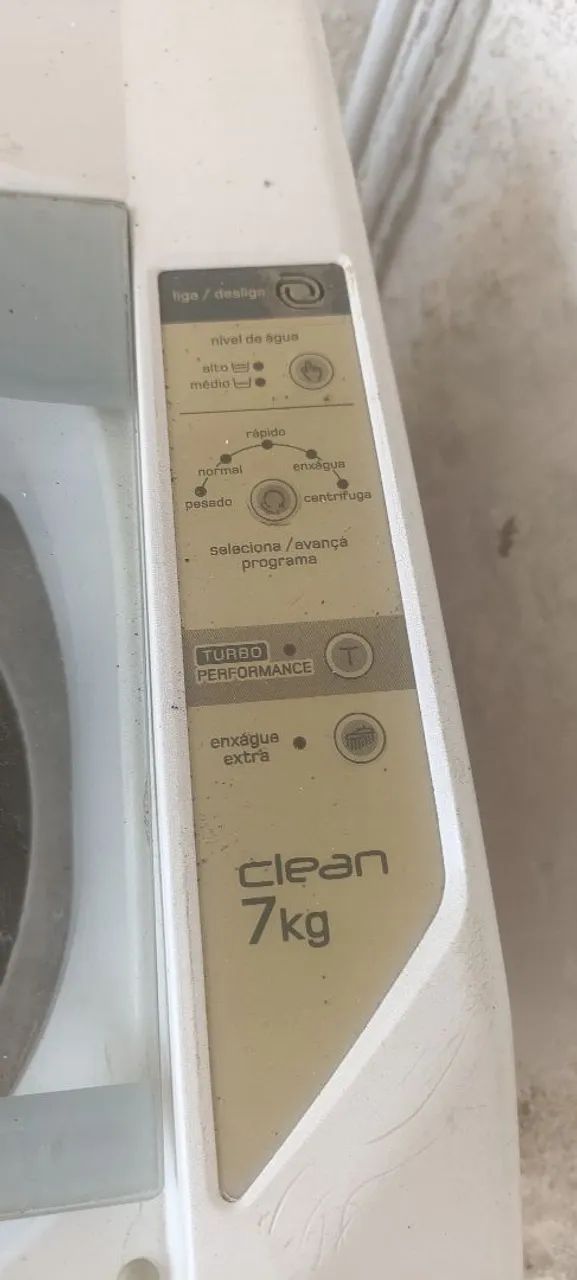 liga / desliga
nível de água
alto
médio
rápido
normal
enxágua
pesado
centrifuga
seleciona / avança
programa
TURBO
PERFORMANCE
T
enxágue
extra
clean
7kg